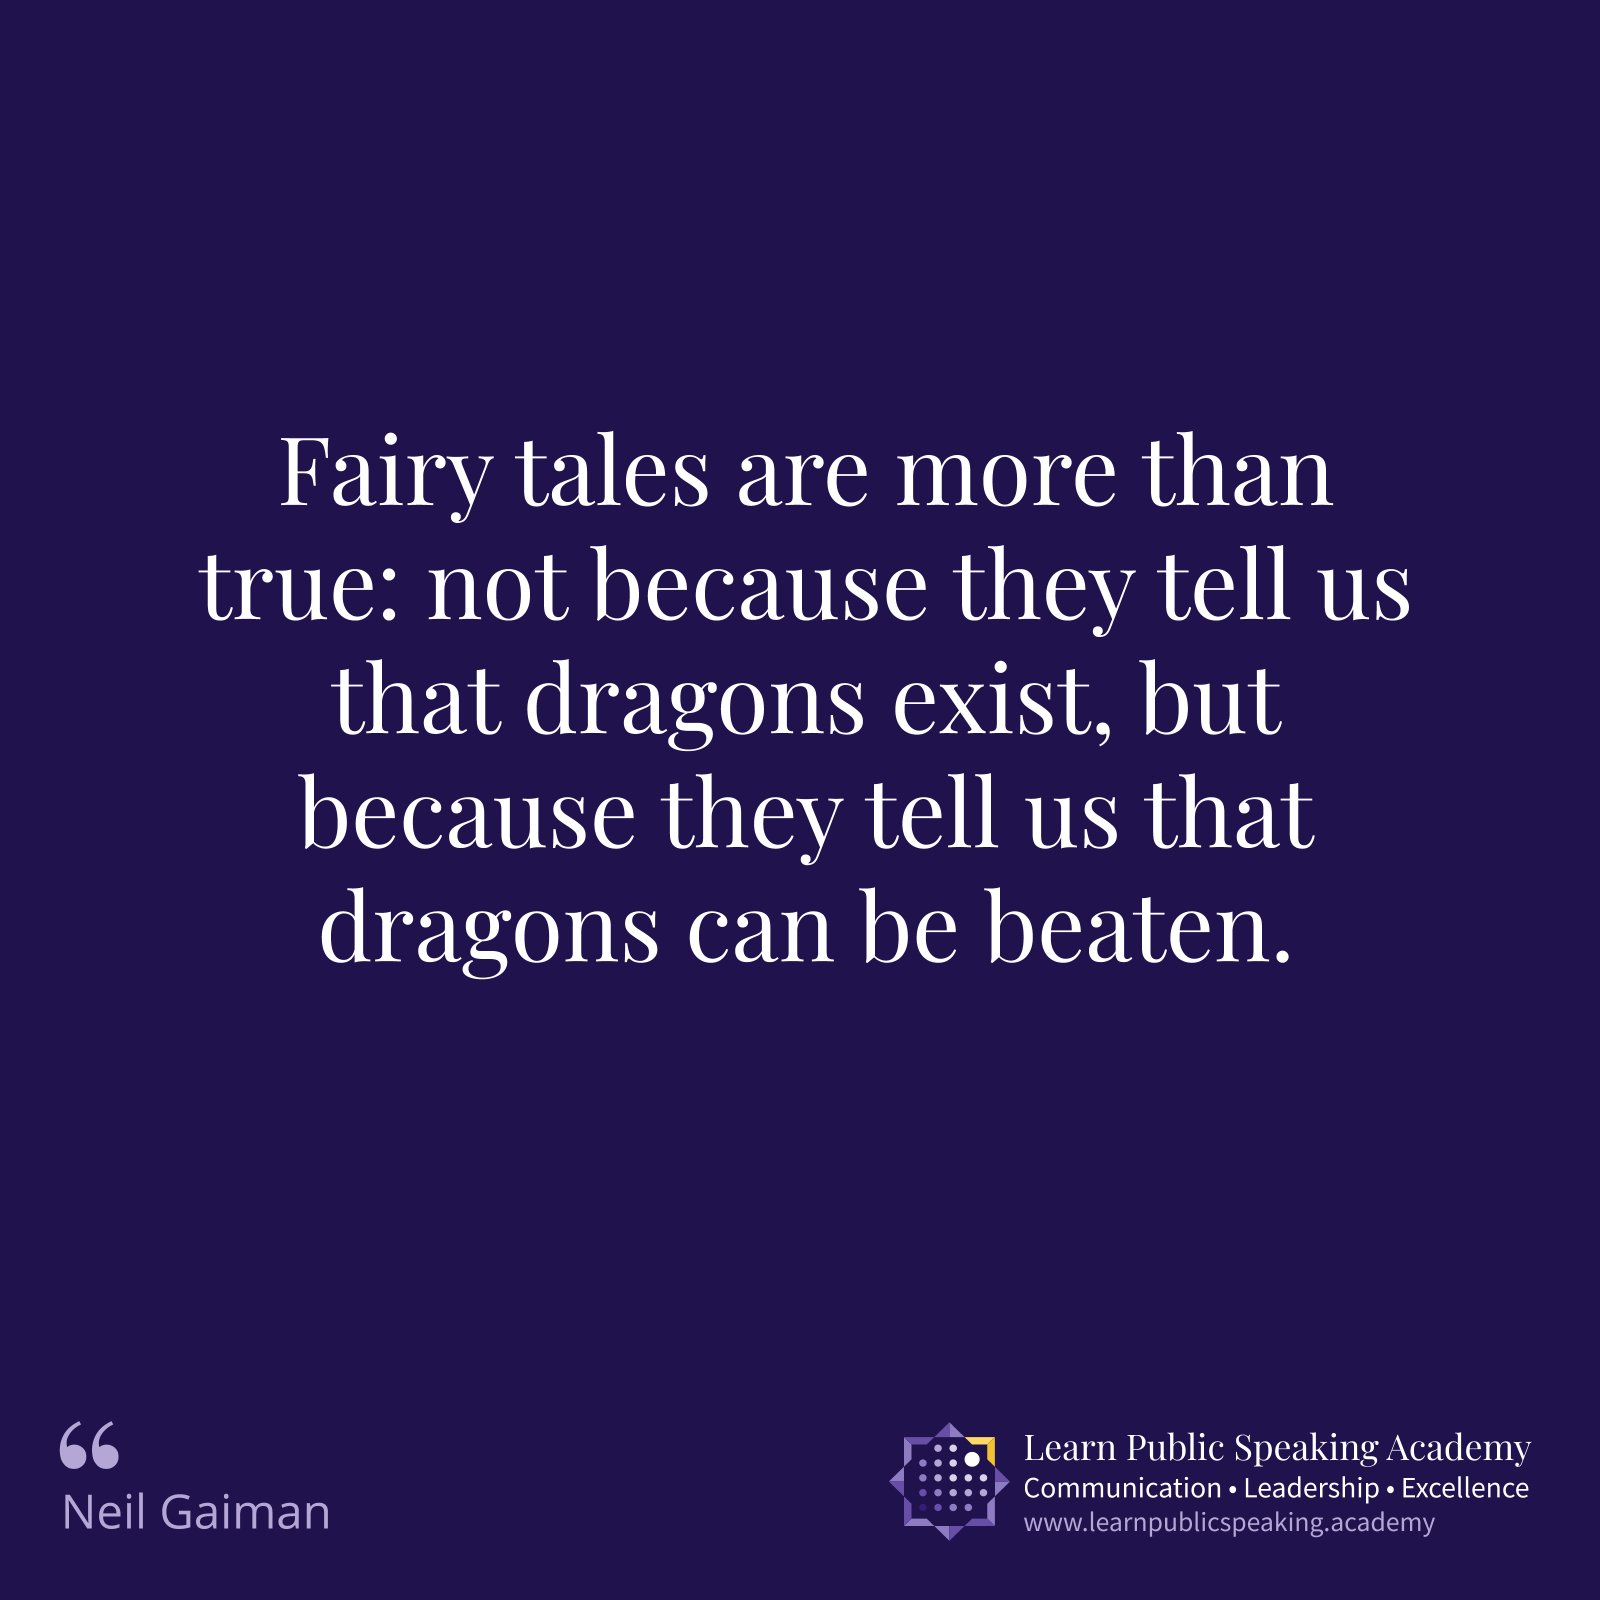 Fairy tales are more than
true: not because they tell us
that dragons exist, but
because they tell us that
dragons can be beaten.
“
Neil Gaiman
Learn Public Speaking Academy
Communication • Leadership • Excellence
www.learnpublicspeaking.academy